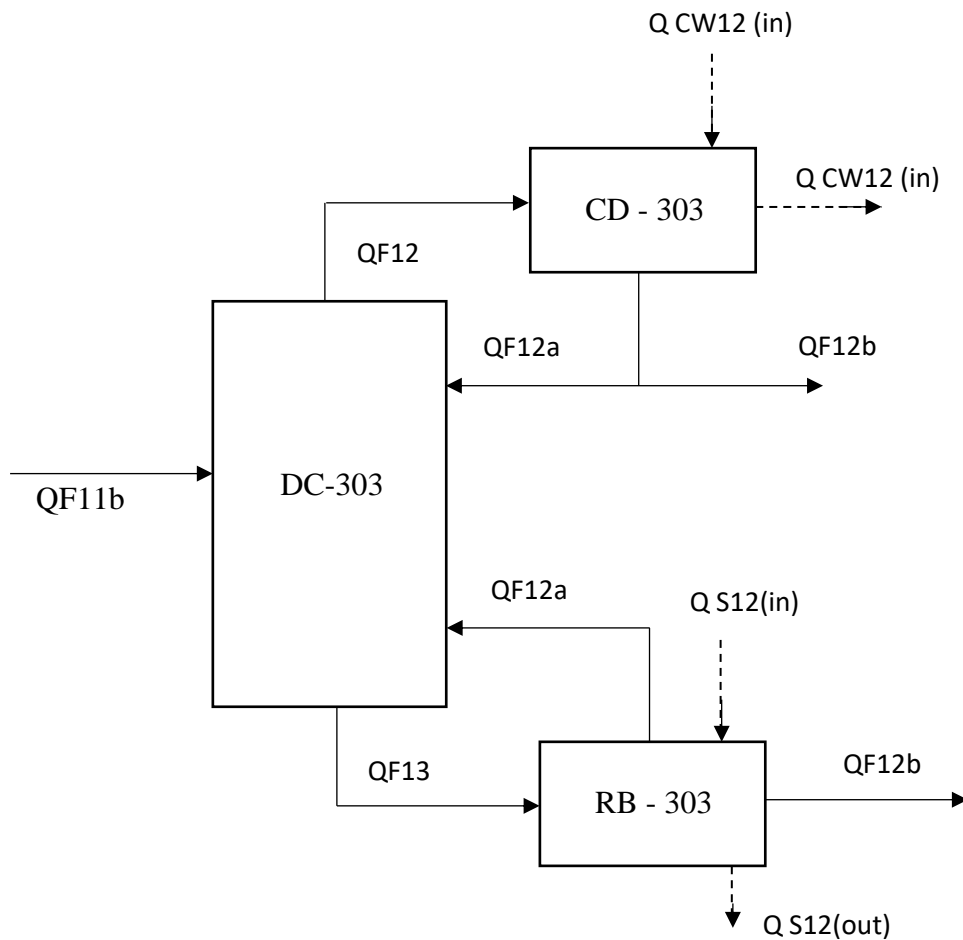 Q CW12 (in)
Q CW12 (in)
CD - 303
QF12
QF12a
QF12b
DC-303
QF11b
QF12a
Q S12(in)
QF13
RB - 303
QF12b
Q S12(out)